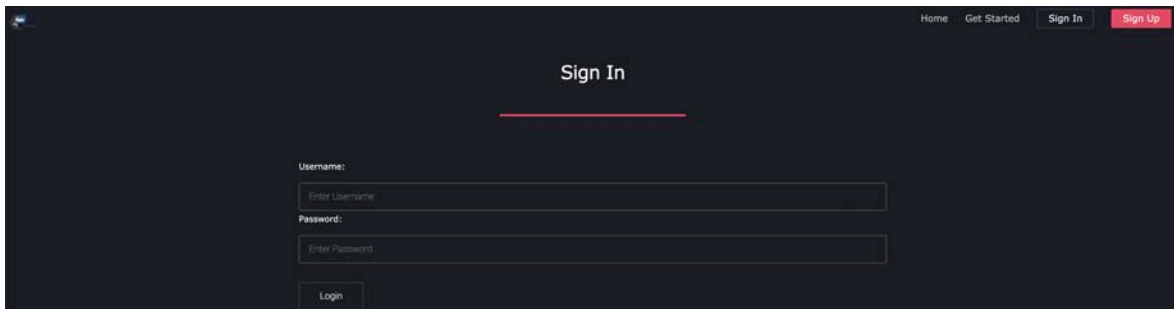 Home Get Started Sign In Sign Up
Sign In
Username:
Enter Username
Password:
Enter Password
Login